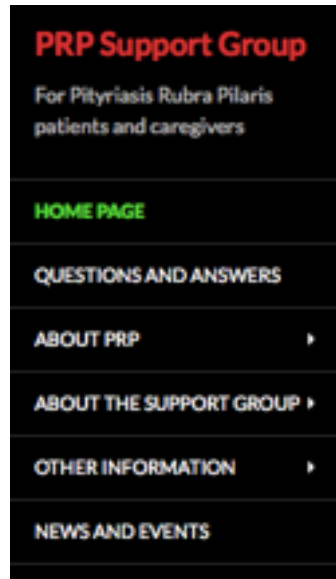 PRP Support Group
For Pityriasis Rubra Pilaris
patients and caregivers
HOME PAGE
QUESTIONS AND ANSWERS
ABOUT PRP
ABOUT THE SUPPORT GROUP
OTHER INFORMATION
NEWS AND EVENTS